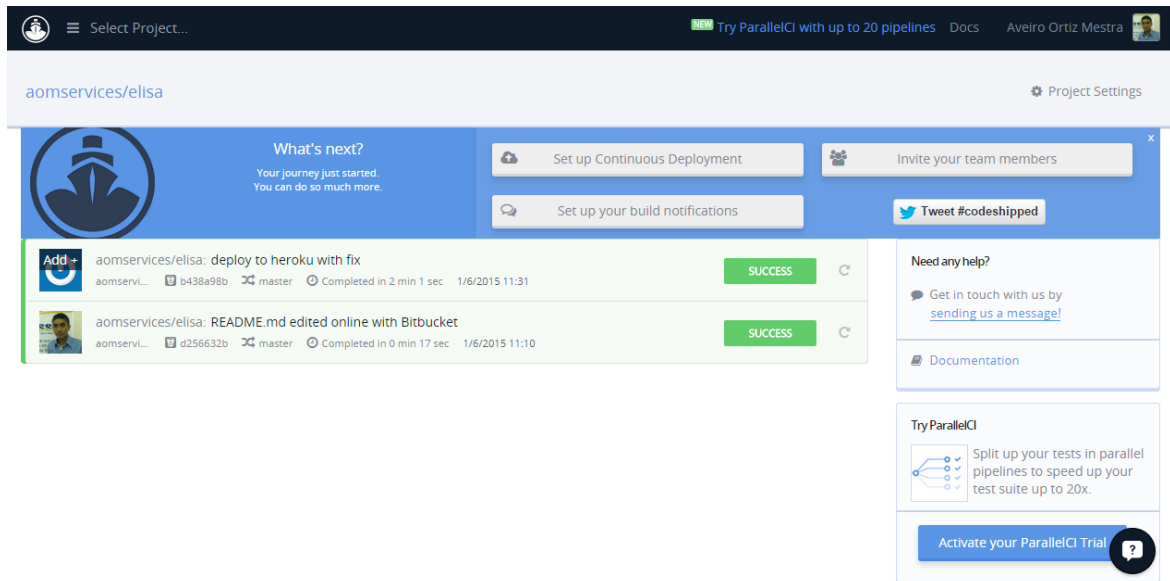 Select Project...
NEW Try ParallelCI with up to 20 pipelines Docs Aveiro Ortiz Mestra
aomservices/elisa
Project Settings
What's next?
Your journey just started.
You can do so much more.
Set up Continuous Deployment
Invite your team members
x
Set up your build notifications
Tweet #codeshipped
Add +
aomservices/elisa: deploy to heroku with fix
aomservi... b438a98b master Completed in 2 min 1 sec 1/6/2015 11:31
SUCCESS
aomservices/elisa: README.md edited online with Bitbucket
aomservi... d256632b master Completed in 0 min 17 sec 1/6/2015 11:10
SUCCESS
Need any help?
Get in touch with us by
sending us a message!
Documentation
Try ParallelCI
Split up your tests in parallel
pipelines to speed up your
test suite up to 20x.
Activate your ParallelCI Trial
?